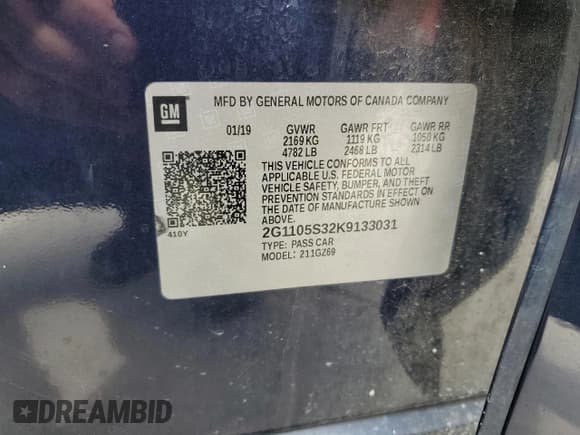 GM
MFD BY GENERAL MOTORS OF CANADA COMPANY
01/19 GVWR GAWR FRT GAWR RR
2169 KG 1119 KG 1050 KG
4782 LB 2468 LB 2314 LB
THIS VEHICLE CONFORMS TO ALL
APPLICABLE U.S. FEDERAL MOTOR
VEHICLE SAFETY, BUMPER, AND THEFT
PREVENTION STANDARDS IN EFFECT ON
THE DATE OF MANUFACTURE SHOWN
ABOVE.
410Y
2G1105S32K9133031
TYPE: PASS CAR
MODEL: 211GZ69
DREAMBID